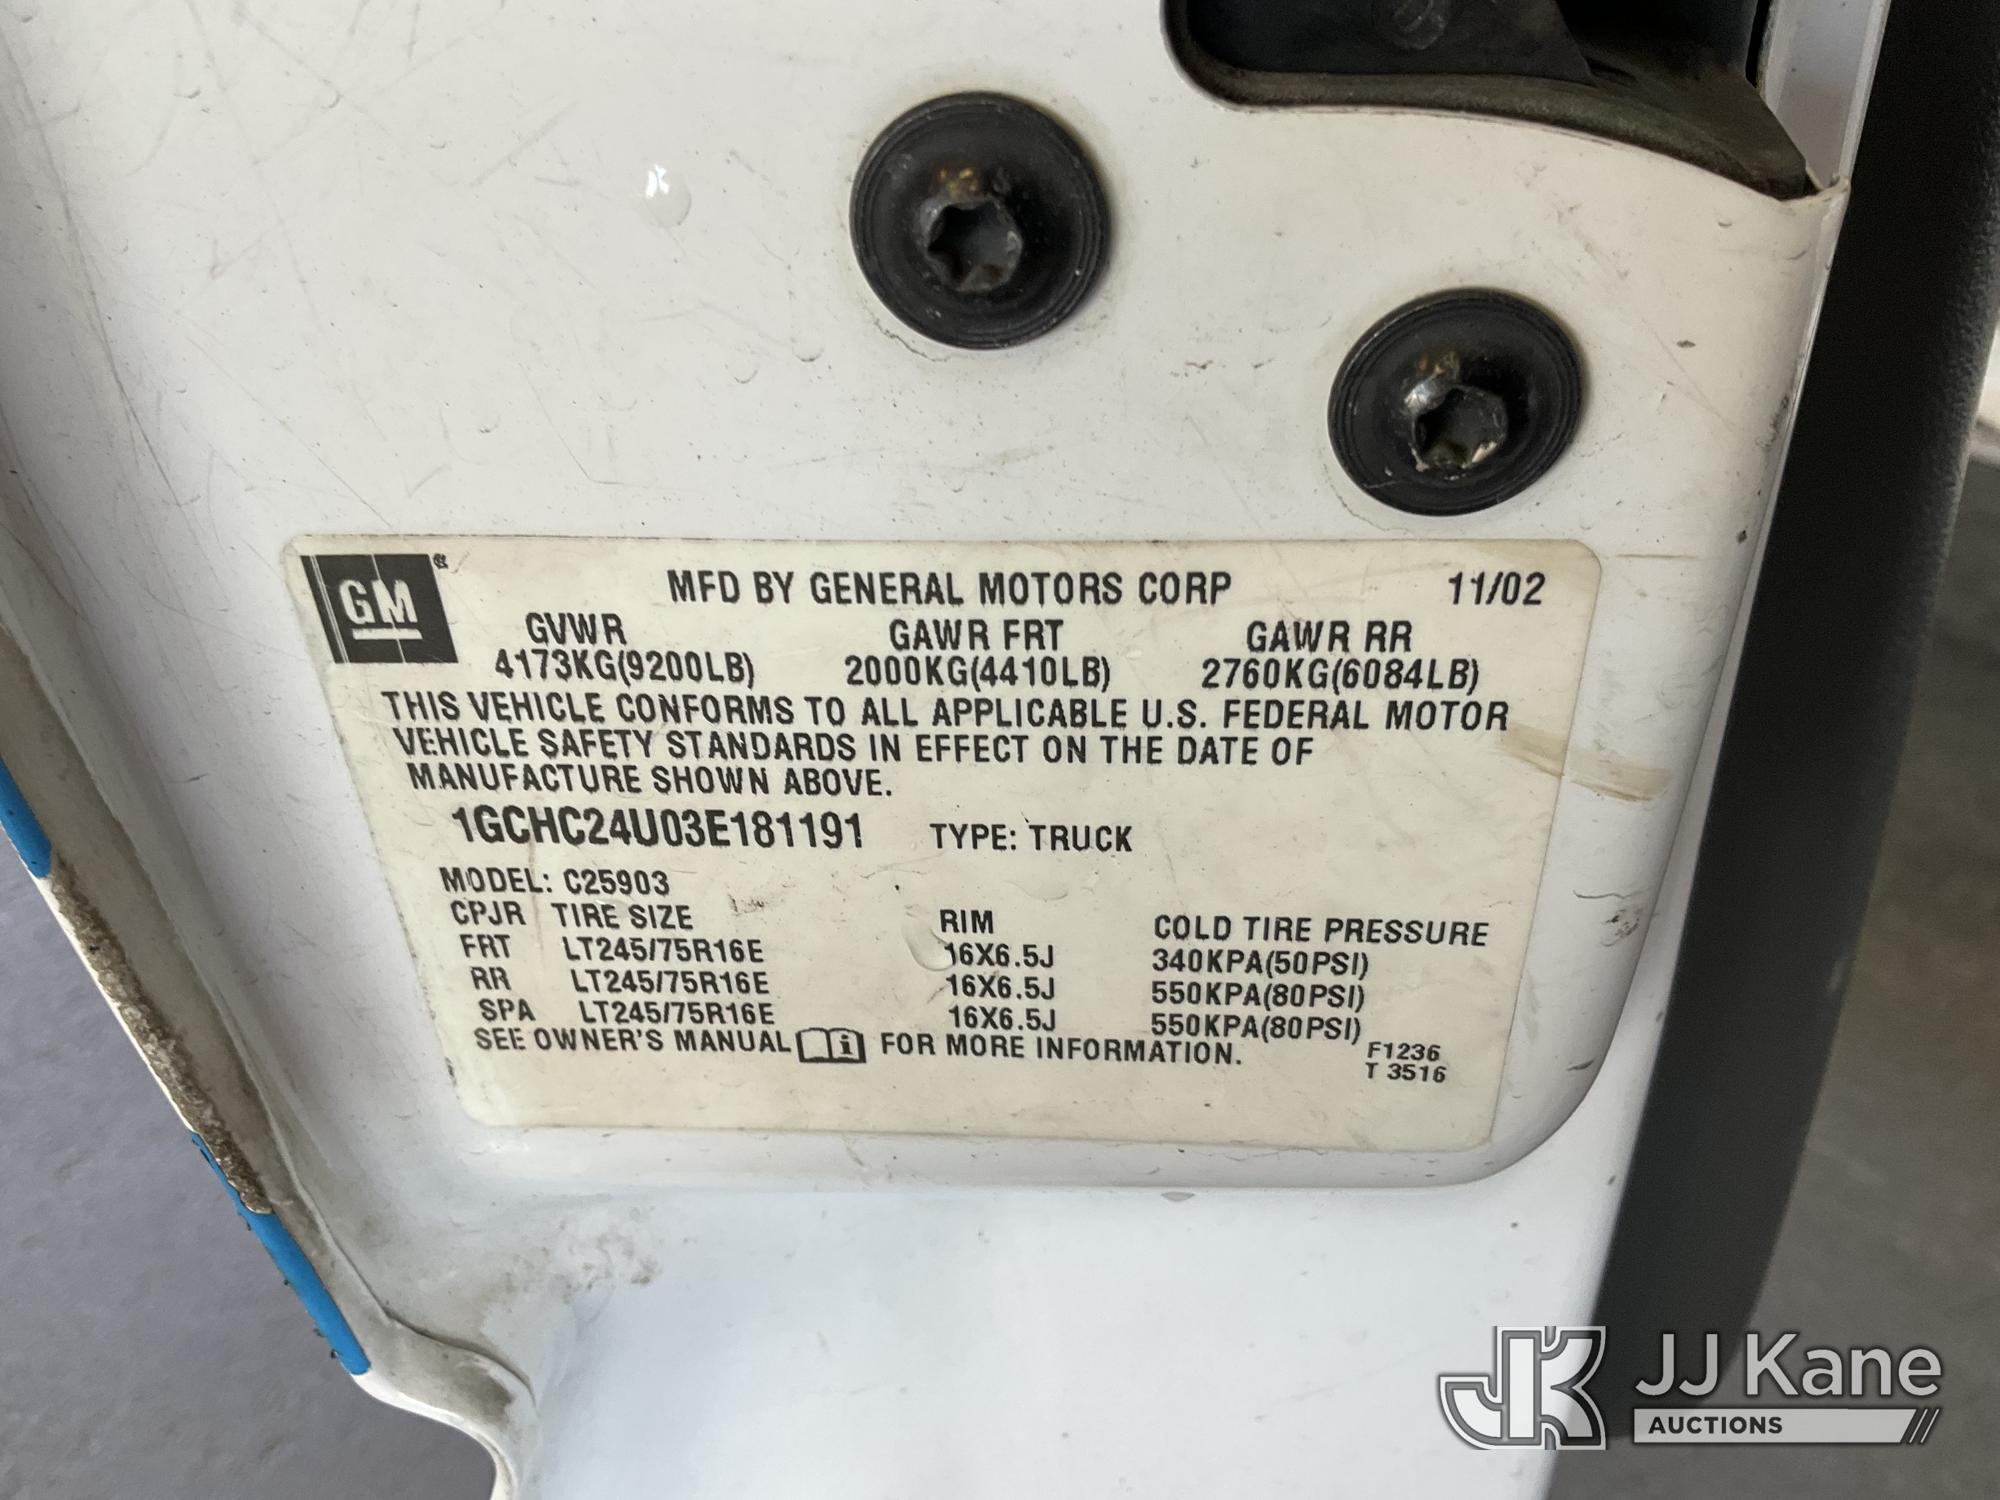 GM MFD BY GENERAL MOTORS CORP 11/02
GVWR GAWR FRT GAWR RR
4173KG(9200LB) 2000KG(4410LB) 2760KG(6084LB)
THIS VEHICLE CONFORMS TO ALL APPLICABLE U.S. FEDERAL MOTOR
VEHICLE SAFETY STANDARDS IN EFFECT ON THE DATE OF
MANUFACTURE SHOWN ABOVE.
1GCHC24U03E181191 TYPE: TRUCK
MODEL: C25903
CPJR TIRE SIZE RIM COLD TIRE PRESSURE
FRT LT245/75R16E 16X6.5J 340KPA(50PSI)
RR LT245/75R16E 16X6.5J 550KPA(80PSI)
SPA LT245/75R16E 16X6.5J 550KPA(80PSI)
SEE OWNER'S MANUAL FOR MORE INFORMATION. F1236
T 3516
JK JJ Kane
AUCTIONS